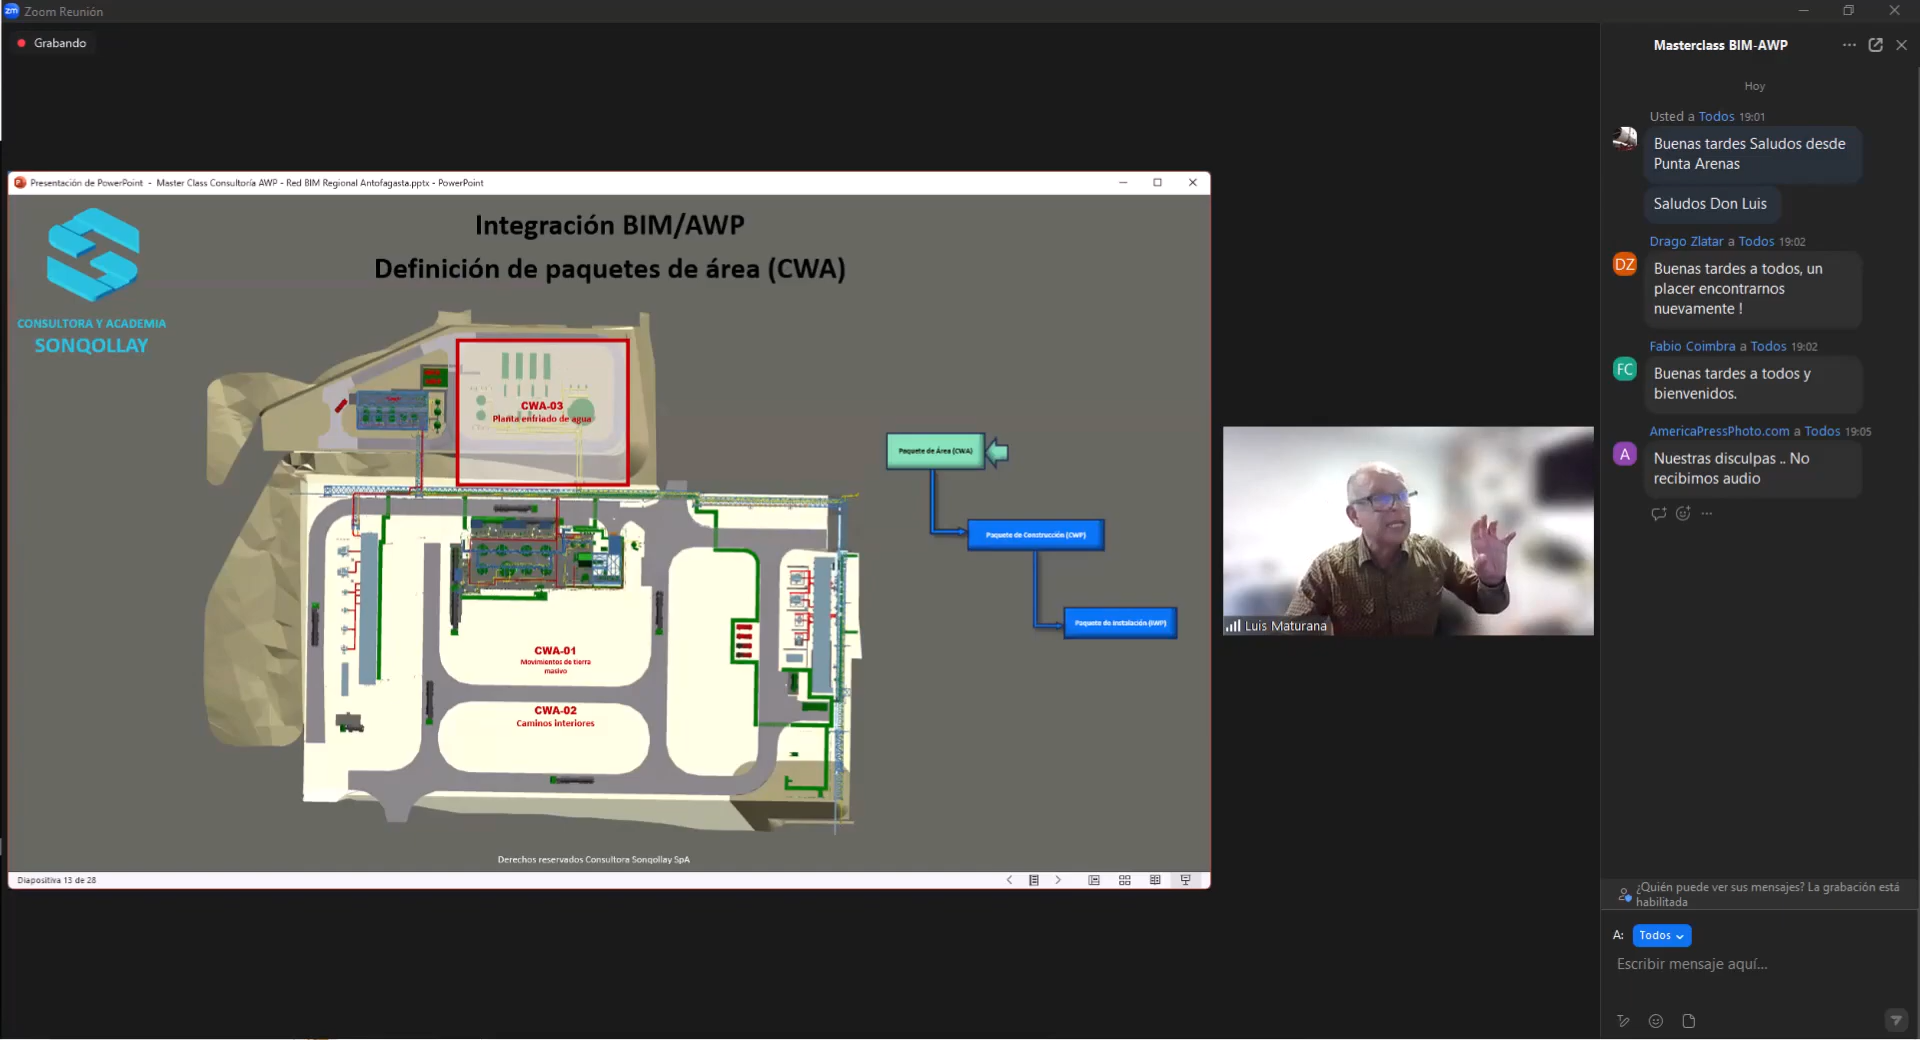 Zoom Reunión
Grabando
Presentación de PowerPoint - Master Class Consultoría AWP - Red BIM Regional Antofagasta.pptx - PowerPoint
CONSULTORA Y ACADEMIA
SONQOLLAY
Integración BIM/AWP
Definición de paquetes de área (CWA)
CWA-03
Planta enfriado de agua
CWA-01
Movimientos de tierra
masivo
CWA-02
Caminos interiores
Paquete de Área (CWA)
Paquete de Construcción (CWP)
Paquete de Instalación (IWP)
Derechos reservados Consultora Sonqollay SpA
Diapositiva 13 de 28
Luis Maturana
Masterclass BIM-AWP
Hoy
Usted a Todos 19:01
Buenas tardes Saludos desde
Punta Arenas
Saludos Don Luis
Drago Zlatar a Todos 19:02
DZ
Buenas tardes a todos, un
placer encontrarnos
nuevamente !
Fabio Coimbra a Todos 19:02
FC
Buenas tardes a todos y
bienvenidos.
AmericaPressPhoto.com a Todos 19:05
A
Nuestras disculpas .. No
recibimos audio
¿Quién puede ver sus mensajes? La grabación está
habilitada
A: Todos
Escribir mensaje aquí...